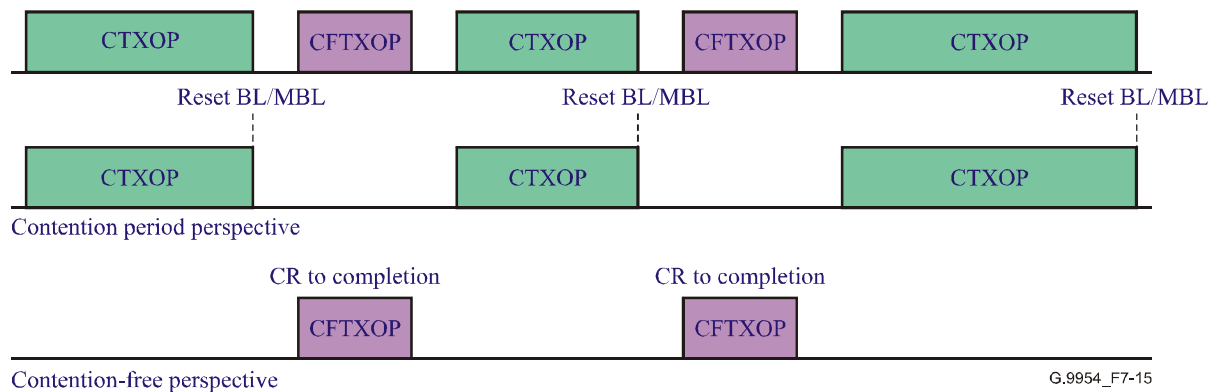 CTXOP CFTXOP CTXOP CFTXOP CTXOP
Reset BL/MBL Reset BL/MBL Reset BL/MBL
CTXOP CTXOP CTXOP
Contention period perspective
CR to completion CR to completion
CFTXOP CFTXOP
Contention-free perspective
G.9954_F7-15